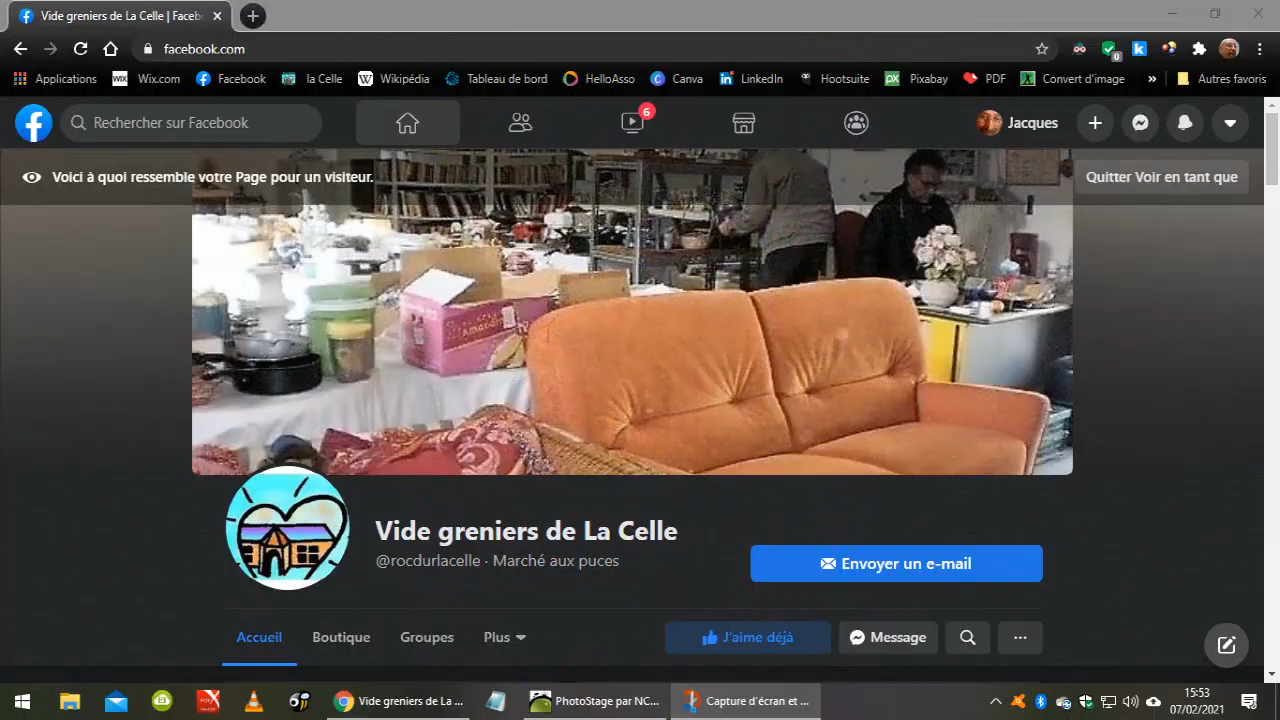 Vide greniers de La Celle | Faceb
facebook.com
0
Applications
WIX Wix.com
Facebook
la Celle
W Wikipédia
Tableau de bord
HelloAsso
C Canva
in LinkedIn
Hootsuite
px Pixabay
PDF
Convert d'image
»
Autres favoris
Rechercher sur Facebook
6
Jacques
Voici à quoi ressemble votre Page pour un visiteur.
Quitter Voir en tant que
Vide greniers de La Celle
@rocdurlacelle · Marché aux puces
Envoyer un e-mail
Accueil
Boutique
Groupes
Plus
J'aime déjà
Message
...
Vide greniers de La ...
PhotoStage par NC...
Capture d'écran et ...
15:53
07/02/2021